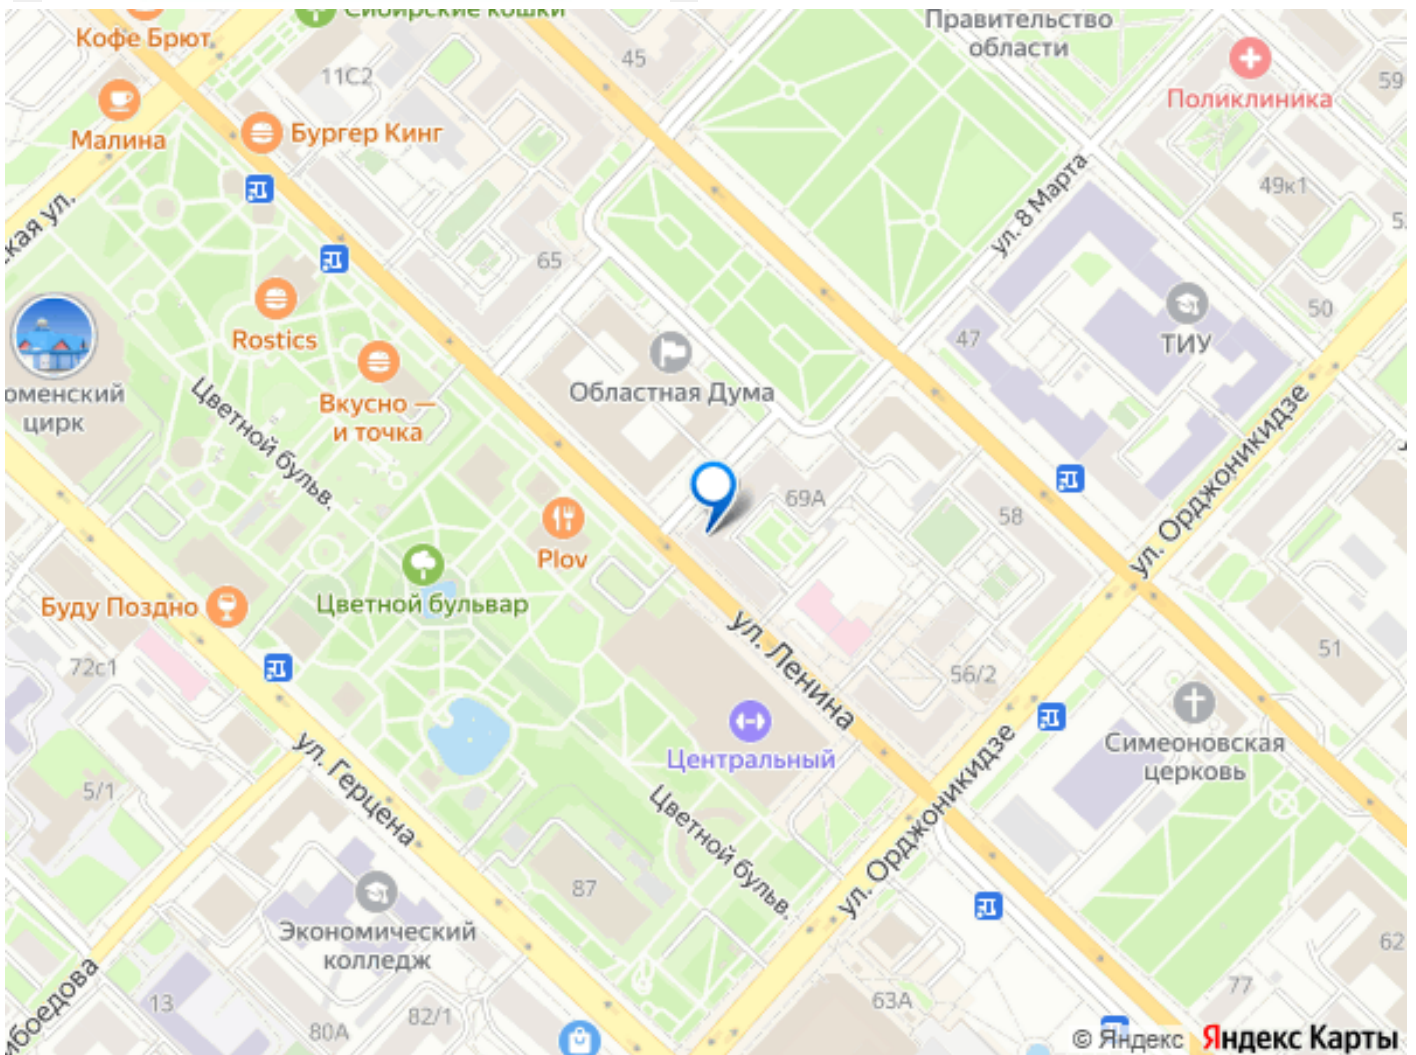 Сибирские кошки
Правительство
области
Кофе Брют
45
11С2
59
Поликлиника
Малина
Бургер Кинг
ул. 8 Марта
49к1
кая ул.
65
50
Rostics
47
ТИУ
Областная Дума
юменский
цирк
Вкусно —
и точка
Цветной бульв.
ул. Орджоникидзе
69А
58
Plov
Цветной бульвар
Буду Поздно
ул. Ленина
72с1
56/2
51
Центральный
Симеоновская
церковь
ул. Герцена
5/1
Цветной бульв.
ул. Орджоникидзе
87
Экономический
колледж
62
ибоедова
13
80А
82/1
63А
77
© Яндекс Яндекс Карты